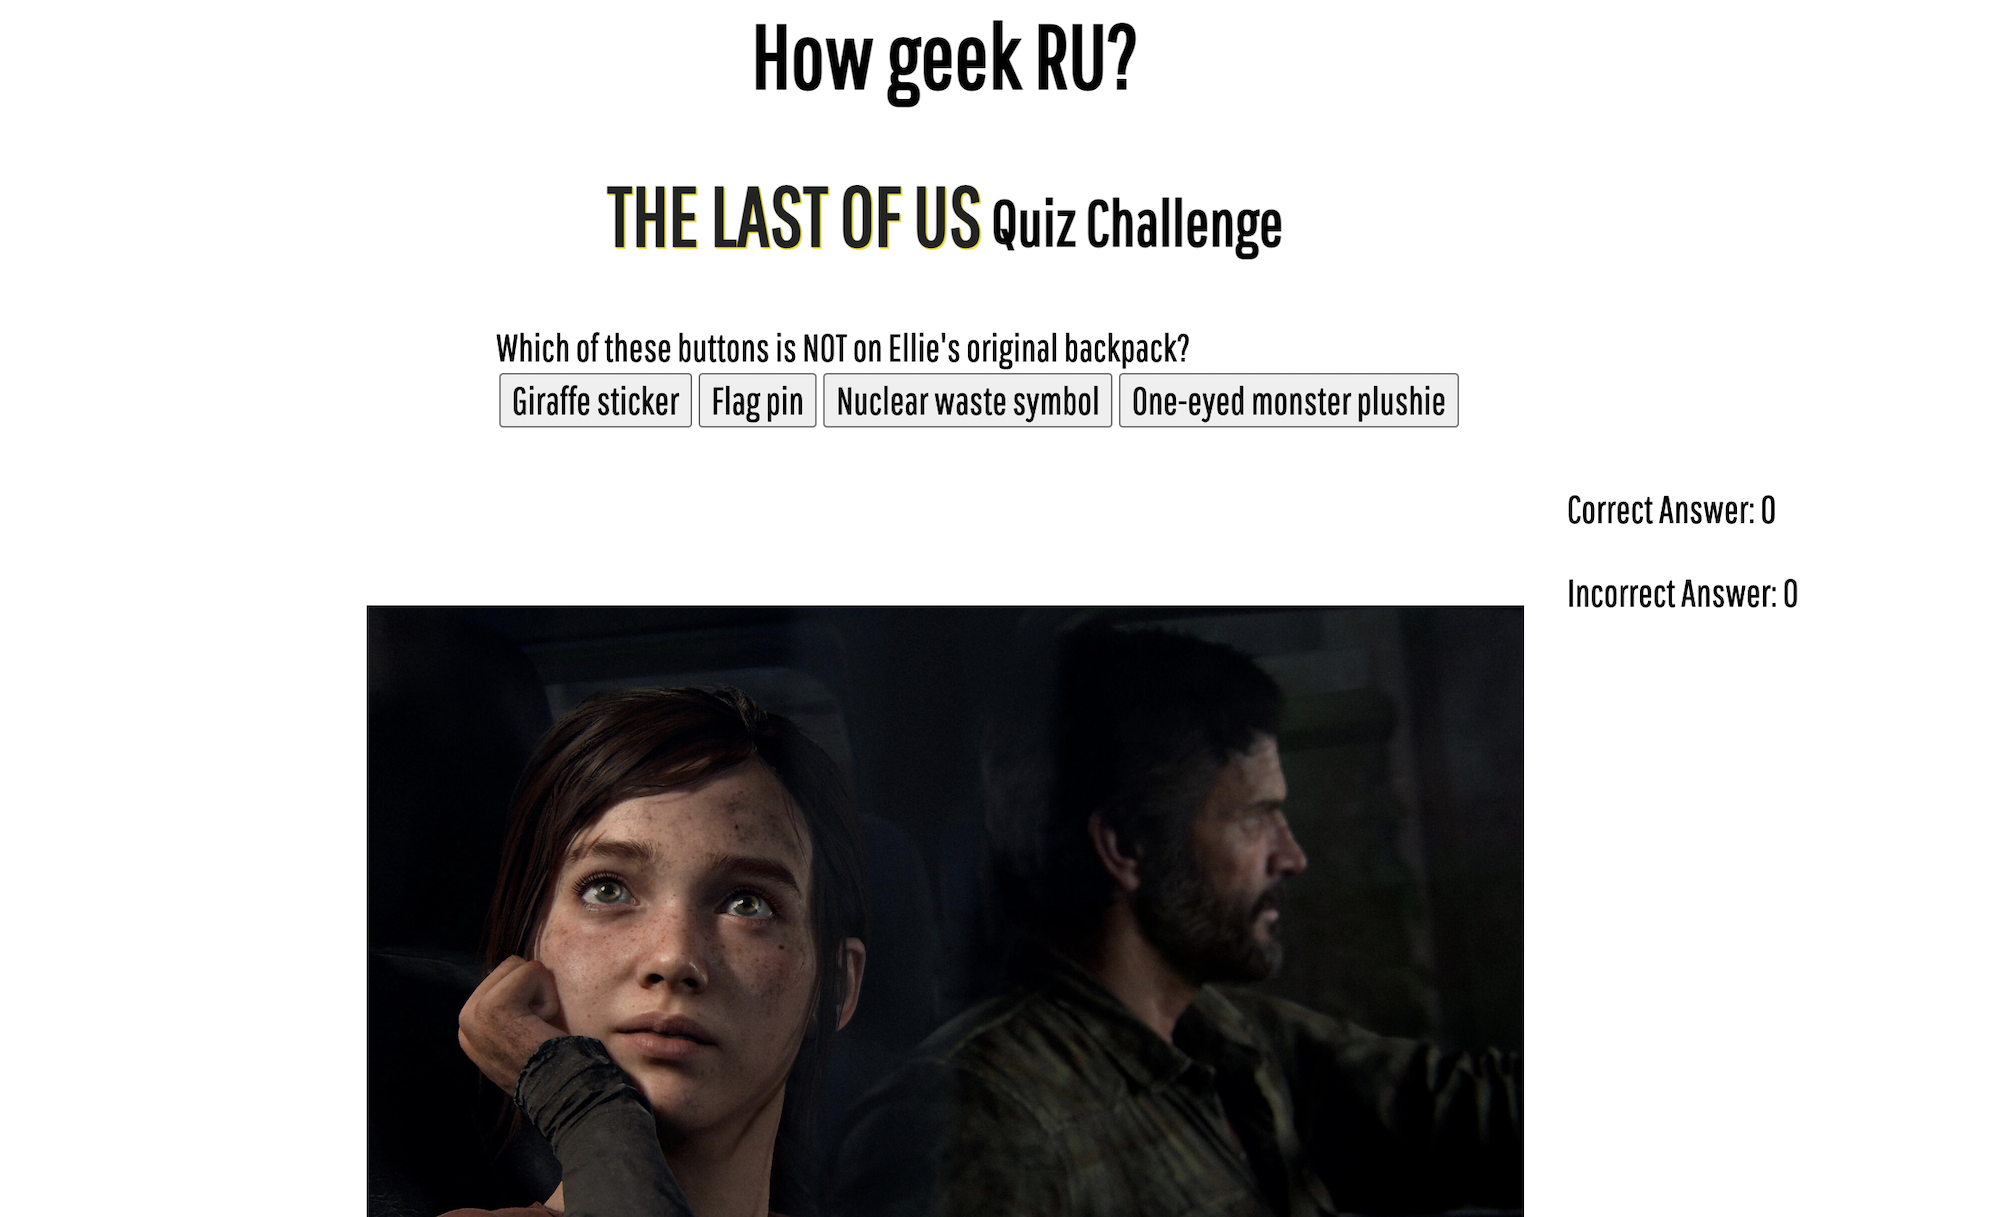 How geek RU?
THE LAST OF US Quiz Challenge
Which of these buttons is NOT on Ellie's original backpack?
Giraffe sticker Flag pin Nuclear waste symbol One-eyed monster plushie
Correct Answer: 0
Incorrect Answer: 0